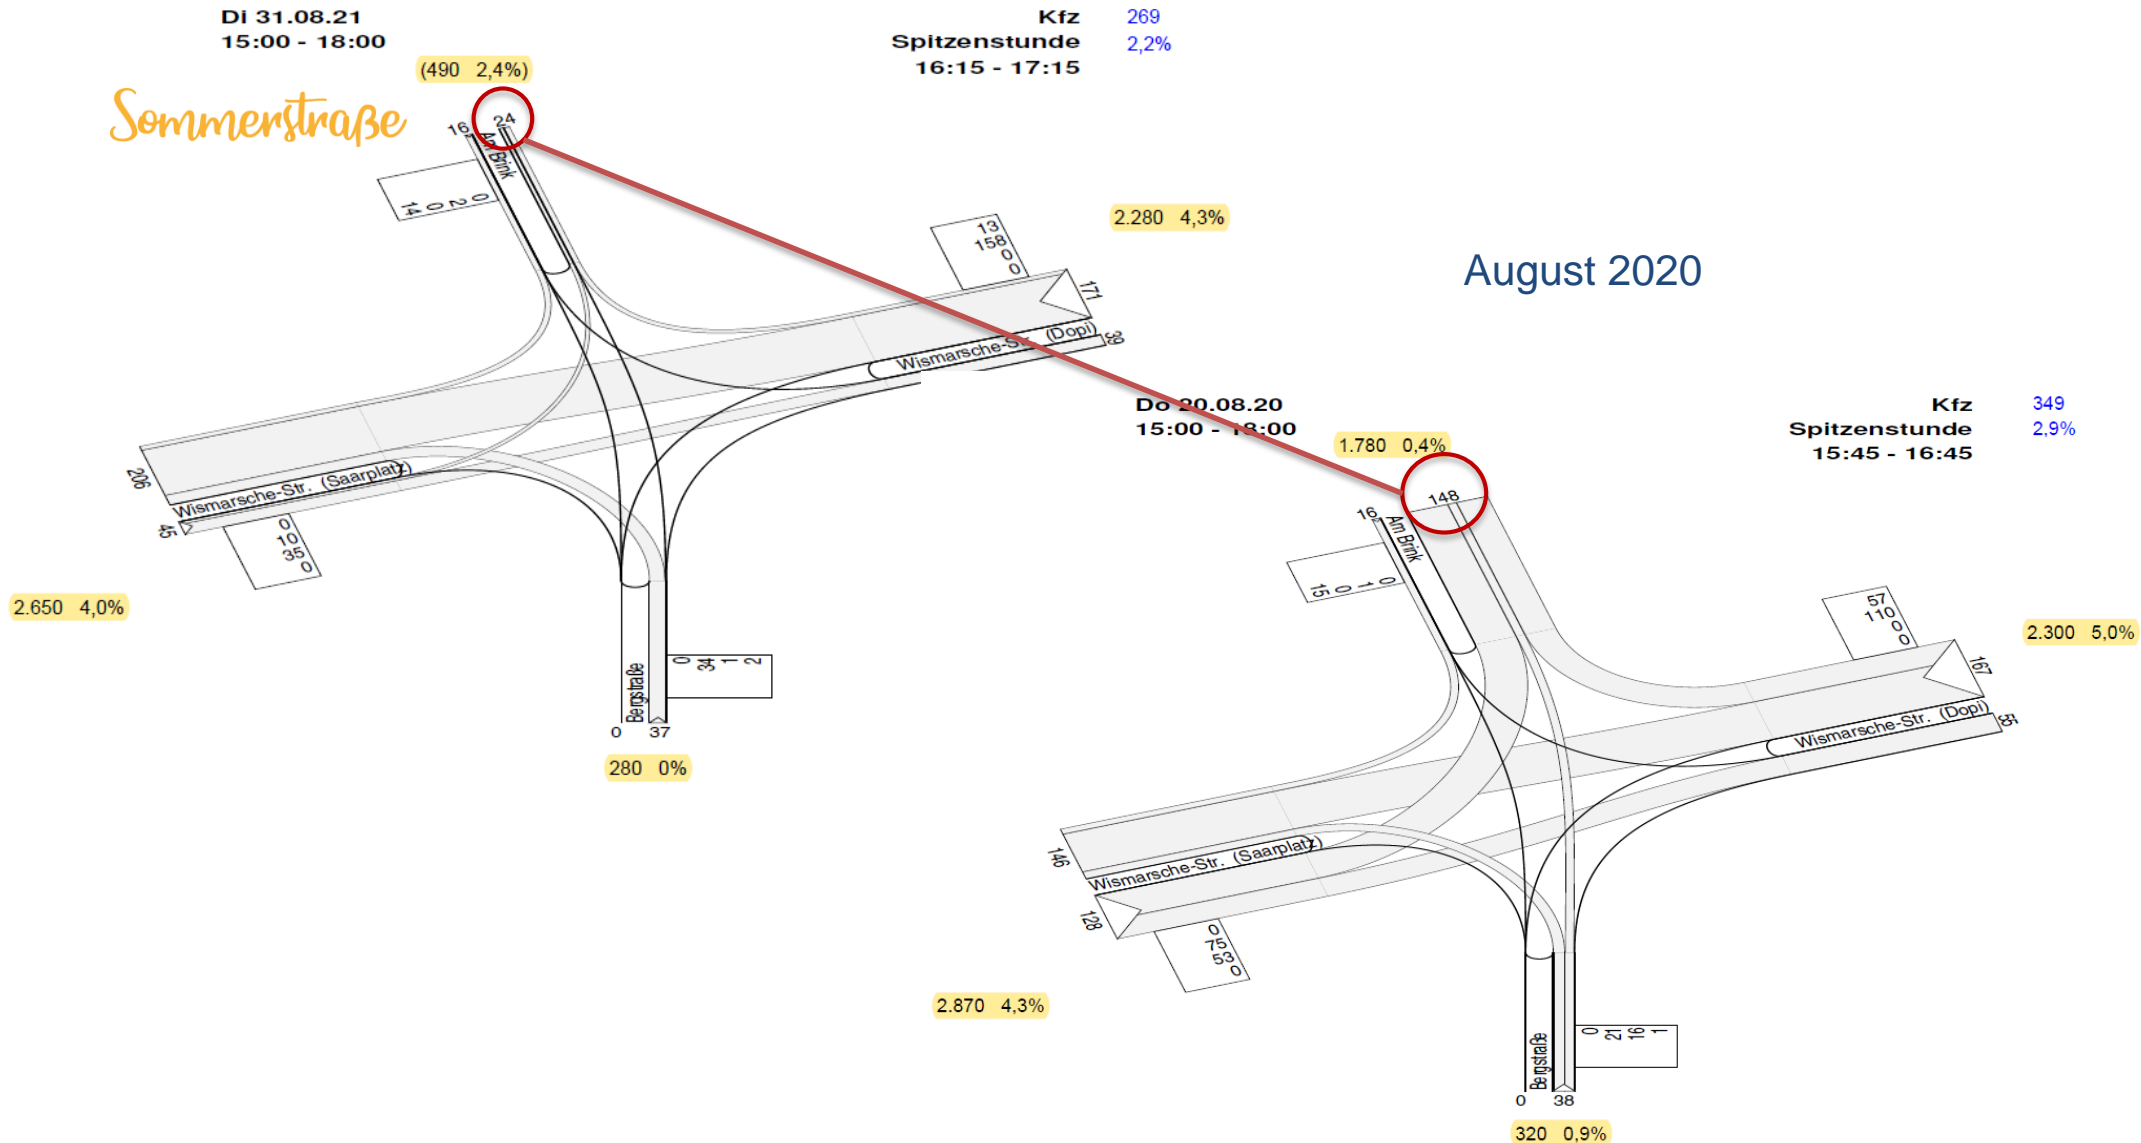 Di 31.08.21
15:00 - 18:00
Kfz 269
Spitzenstunde 2,2%
16:15 - 17:15
(490 2,4%)
Sommerstraße
16 24
Am Brink
14 0 2 0
2.280 4,3%
13
158
0
0
171
Wismarsche-Str. (Dopi)
39
206
Wismarsche-Str. (Saarplatz)
45
0
10
35
0
2.650 4,0%
Bergstraße
0 34 1 2
0 37
280 0%
August 2020
Do 20.08.20
15:00 - 18:00
Kfz 349
Spitzenstunde 2,9%
15:45 - 16:45
1.780 0,4%
16 148
Am Brink
15 0 1 0
57
110
0
0
2.300 5,0%
167
Wismarsche-Str. (Dopi)
55
146
Wismarsche-Str. (Saarplatz)
128
0
75
53
0
2.870 4,3%
Bergstraße
0 21 16 1
0 38
320 0,9%